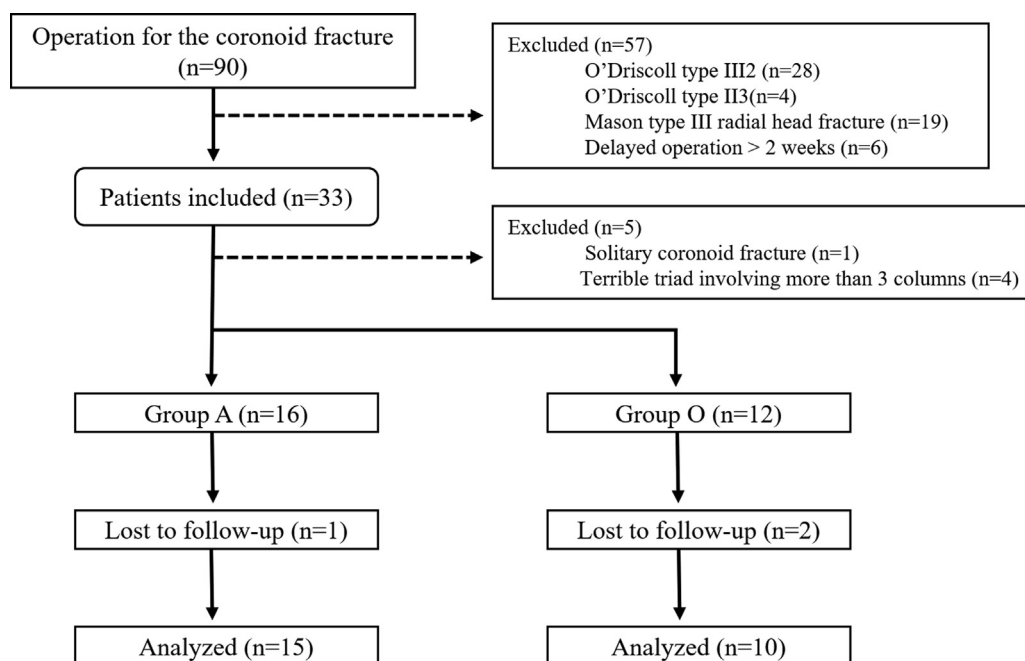 Operation for the coronoid fracture
(n=90)
Excluded (n=57)
O’Driscoll type III2 (n=28)
O’Driscoll type II3(n=4)
Mason type III radial head fracture (n=19)
Delayed operation > 2 weeks (n=6)
Patients included (n=33)
Excluded (n=5)
Solitary coronoid fracture (n=1)
Terrible triad involving more than 3 columns (n=4)
Group A (n=16)
Group O (n=12)
Lost to follow-up (n=1)
Lost to follow-up (n=2)
Analyzed (n=15)
Analyzed (n=10)